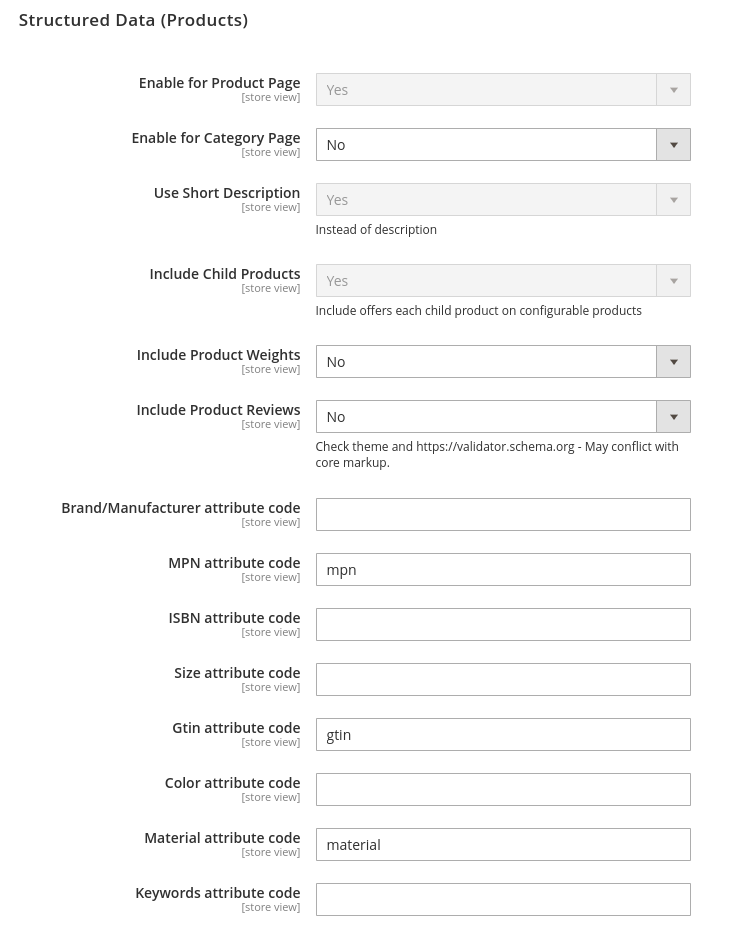 Structured Data (Products)
Enable for Product Page
[store view]
Yes
Enable for Category Page
[store view]
No
Use Short Description
[store view]
Yes
Instead of description
Include Child Products
[store view]
Yes
Include offers each child product on configurable products
Include Product Weights
[store view]
No
Include Product Reviews
[store view]
No
Check theme and https://validator.schema.org - May conflict with
core markup.
Brand/Manufacturer attribute code
[store view]
MPN attribute code
[store view]
mpn
ISBN attribute code
[store view]
Size attribute code
[store view]
Gtin attribute code
[store view]
gtin
Color attribute code
[store view]
Material attribute code
[store view]
material
Keywords attribute code
[store view]